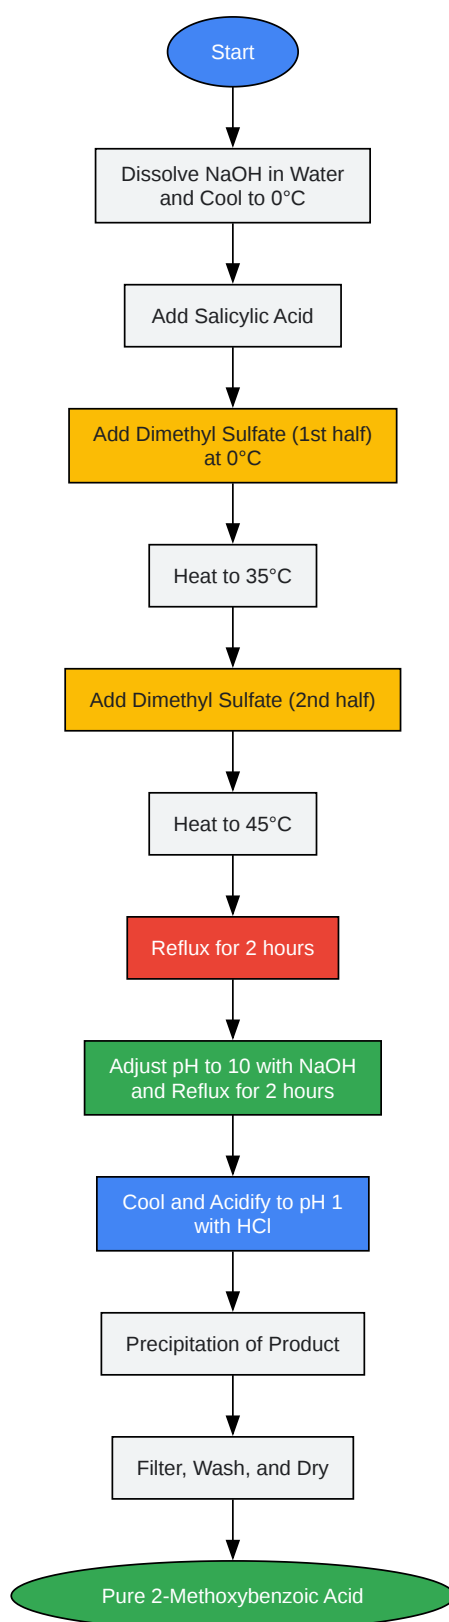 Start
Dissolve NaOH in Water
and Cool to 0°C
Add Salicylic Acid
Add Dimethyl Sulfate (1st half)
at 0°C
Heat to 35°C
Add Dimethyl Sulfate (2nd half)
Heat to 45°C
Reflux for 2 hours
Adjust pH to 10 with NaOH
and Reflux for 2 hours
Cool and Acidify to pH 1
with HCl
Precipitation of Product
Filter, Wash, and Dry
Pure 2-Methoxybenzoic Acid